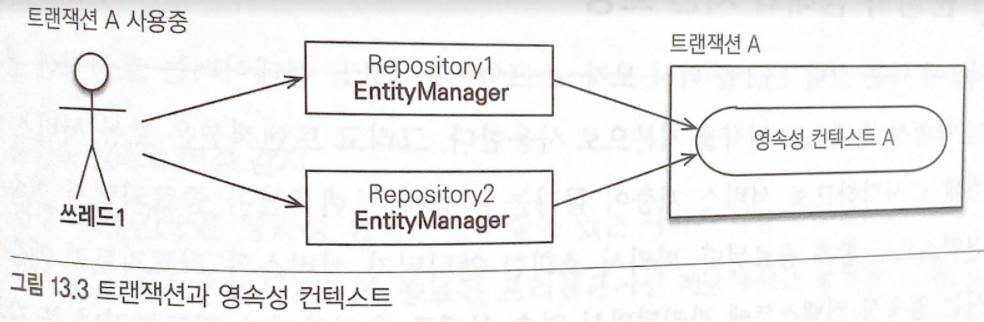 트랜잭션 A 사용중
쓰레드1
Repository1
EntityManager
Repository2
EntityManager
트랜잭션 A
영속성 컨텍스트 A
그림 13.3 트랜잭션과 영속성 컨텍스트